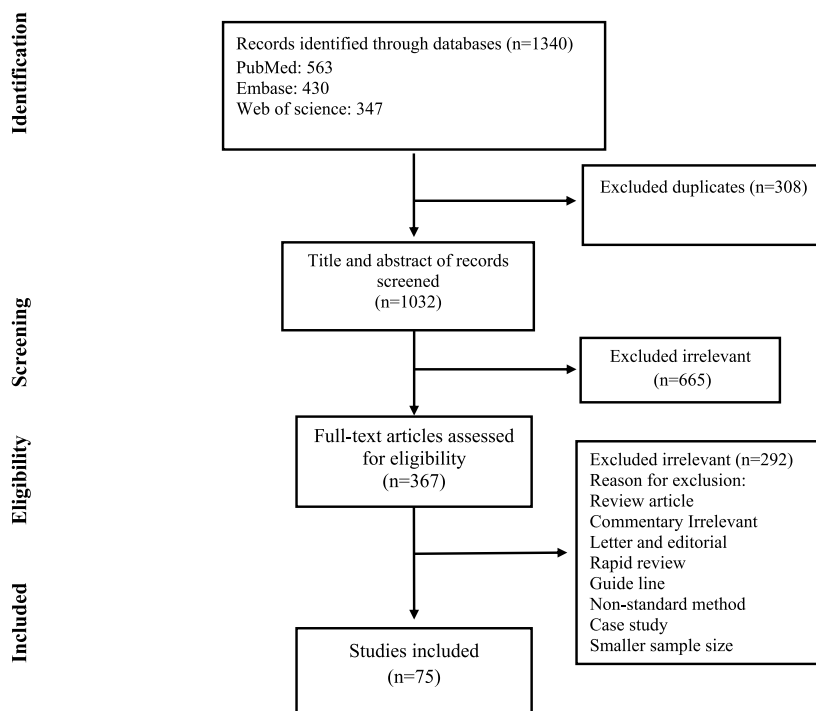 Identification
Records identified through databases (n=1340)
PubMed: 563
Embase: 430
Web of science: 347
Excluded duplicates (n=308)
Screening
Title and abstract of records
screened
(n=1032)
Excluded irrelevant
(n=665)
Eligibility
Full-text articles assessed
for eligibility
(n=367)
Excluded irrelevant (n=292)
Reason for exclusion:
Review article
Commentary Irrelevant
Letter and editorial
Rapid review
Guide line
Non-standard method
Case study
Smaller sample size
Included
Studies included
(n=75)